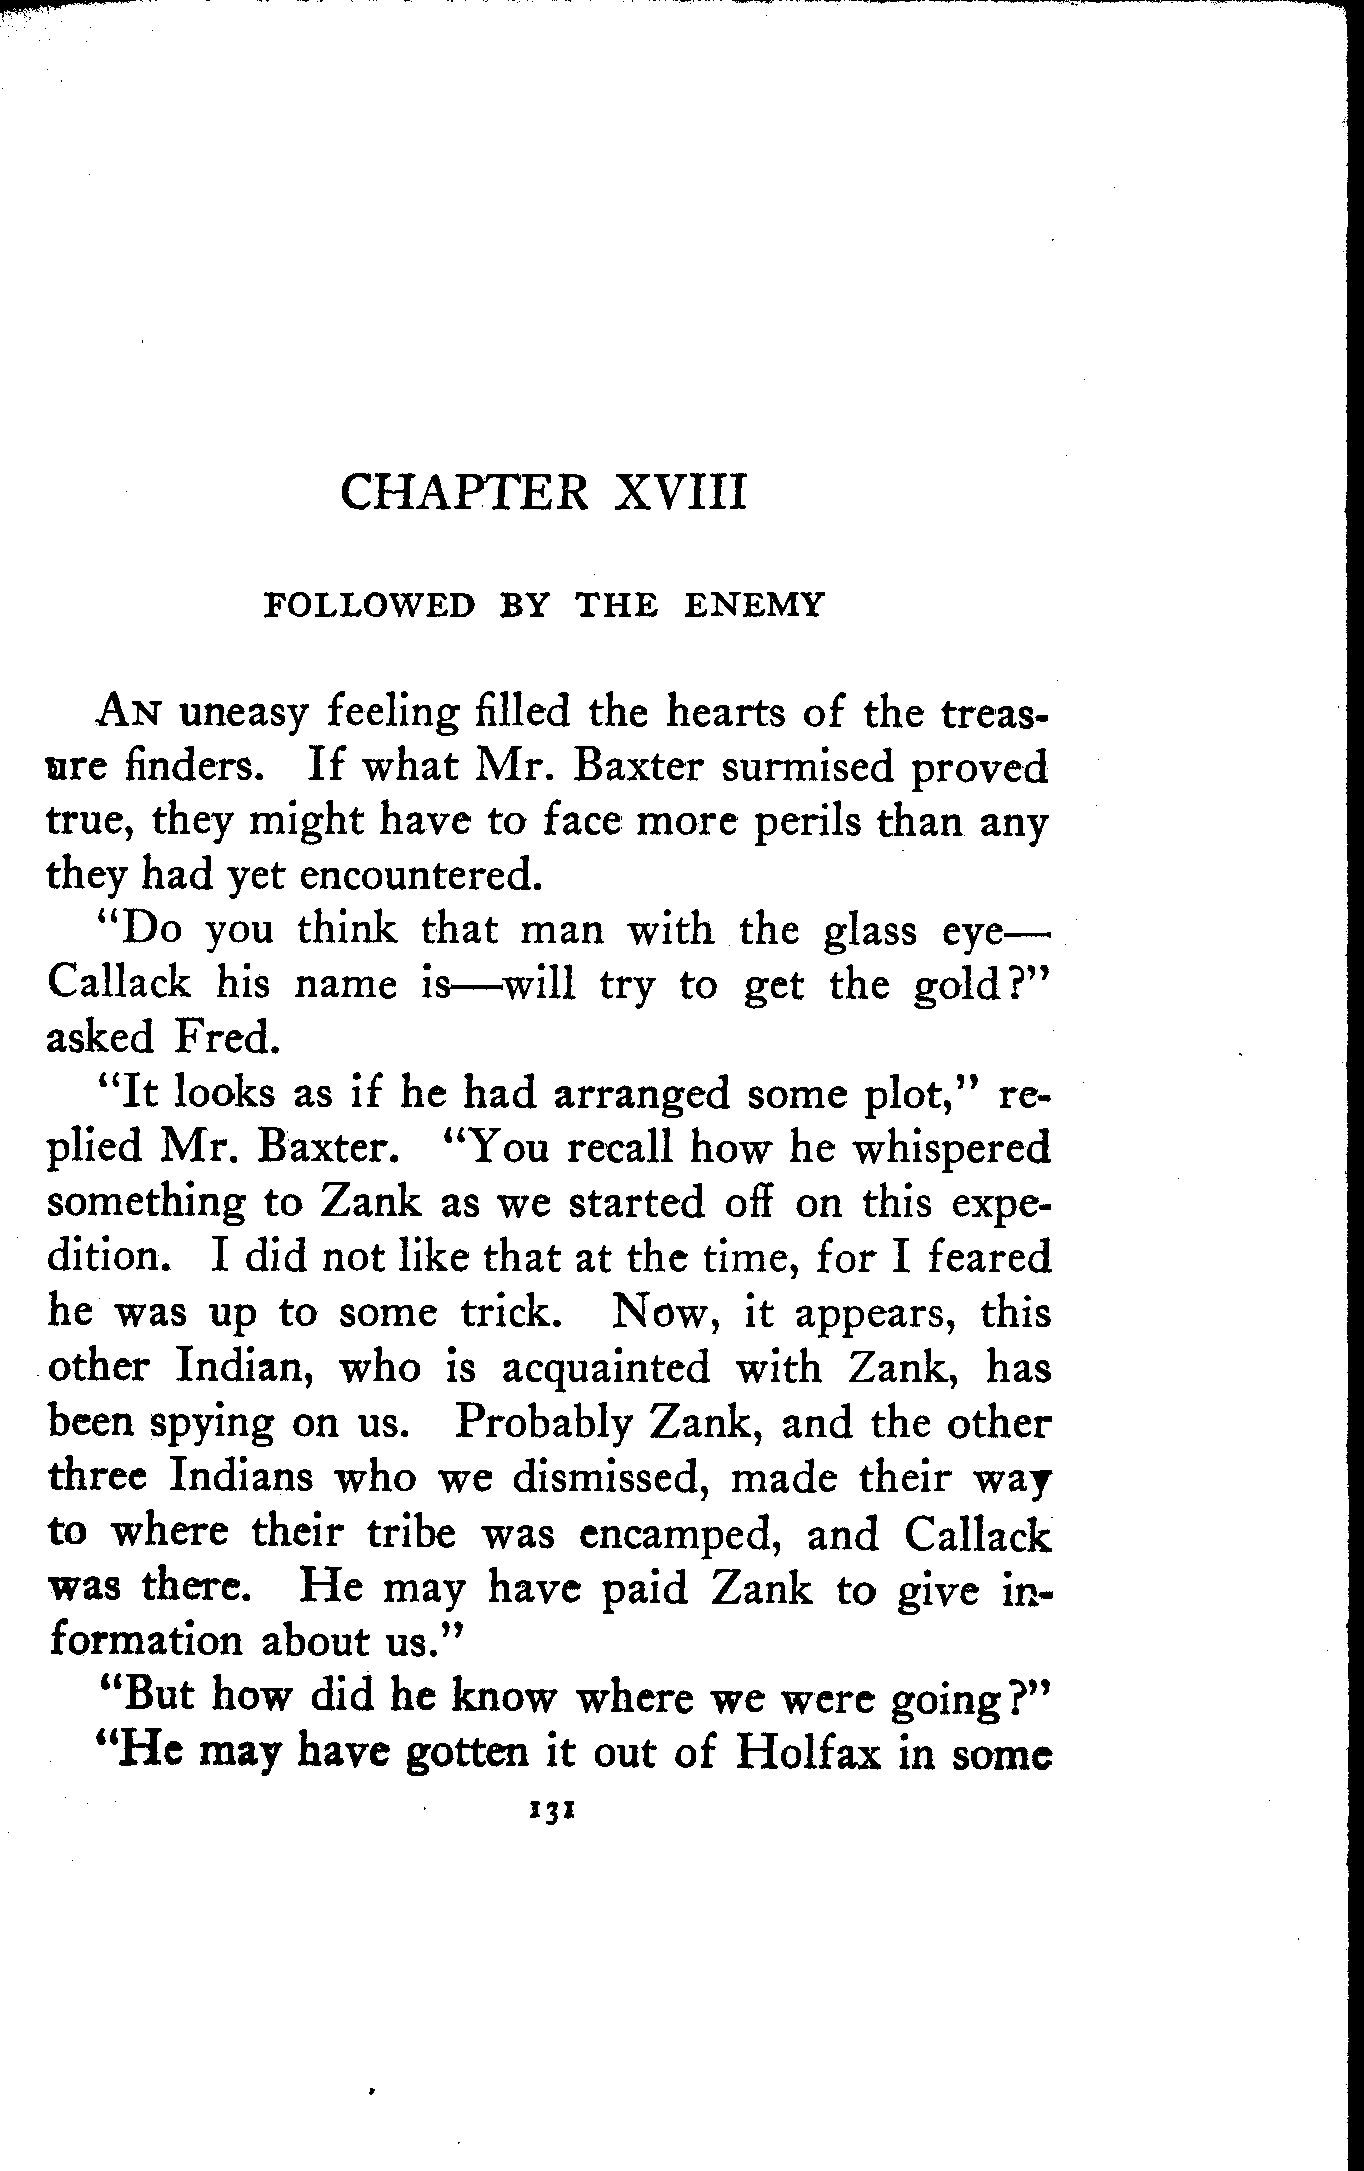 CHAPTER XVIII
FOLLOWED BY THE ENEMY
AN uneasy feeling filled the hearts of the treas-
ure finders. If what Mr. Baxter surmised proved
true, they might have to face more perils than any
they had yet encountered.
"Do you think that man with the glass eye—
Callack his name is—will try to get the gold?"
asked Fred.
"It looks as if he had arranged some plot," re-
plied Mr. Baxter. "You recall how he whispered
something to Zank as we started off on this expe-
dition. I did not like that at the time, for I feared
he was up to some trick. Now, it appears, this
other Indian, who is acquainted with Zank, has
been spying on us. Probably Zank, and the other
three Indians who we dismissed, made their way
to where their tribe was encamped, and Callack
was there. He may have paid Zank to give in-
formation about us."
"But how did he know where we were going?"
"He may have gotten it out of Holfax in some
131